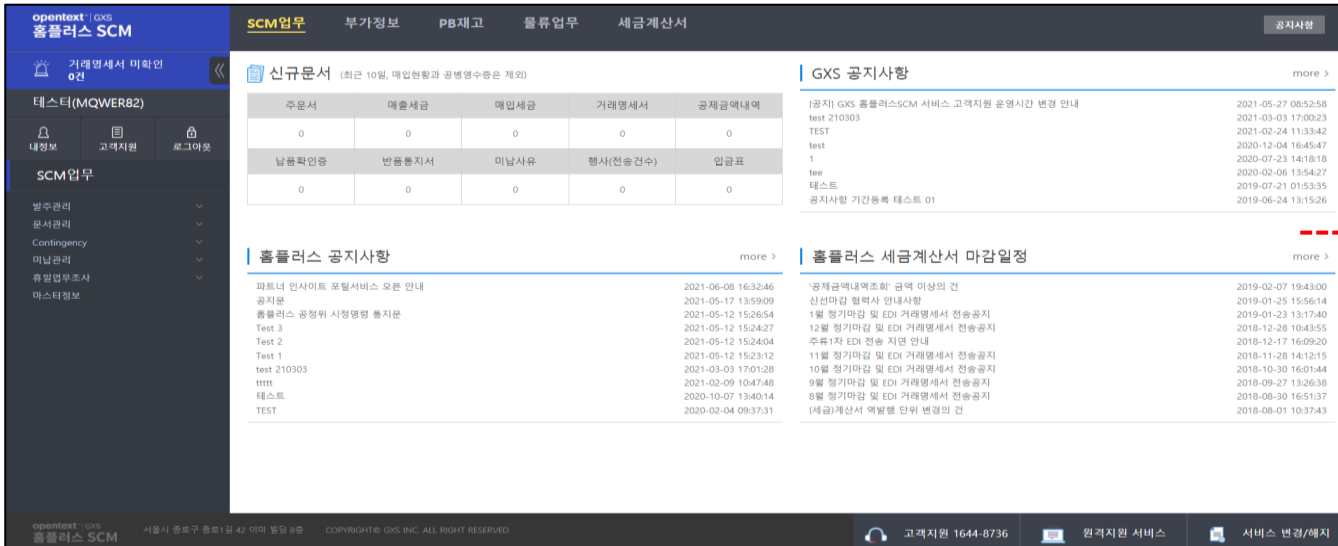 opentext™ | GXS
홈플러스 SCM
SCM업무 부가정보 PB재고 물류업무 세금계산서
공지사항
거래명세서 미확인
0건
테스터(MQWER82)
내정보 고객지원 로그아웃
SCM업무
발주관리
문서관리
Contingency
미납관리
휴일업무조사
마스터정보
신규문서 (최근 10일, 매입현황과 공병영수증은 제외)
주문서 매출세금 매입세금 거래명세서 공제금액내역
0 0 0 0 0
납품확인증 반품통지서 미납사유 행사(전송건수) 입금표
0 0 0 0 0
GXS 공지사항 more >
[공지] GXS 홈플러스SCM 서비스 고객지원 운영시간 변경 안내 2021-05-27 08:52:58
test 210303 2021-03-03 17:00:23
TEST 2021-02-24 11:33:42
test 2020-12-04 16:45:47
1 2020-07-23 14:18:18
tee 2020-02-06 13:54:27
테스트 2019-07-21 01:53:35
공지사항 기간등록 테스트 01 2019-06-24 13:15:26
홈플러스 공지사항 more >
파트너 인사이트 포털서비스 오픈 안내 2021-06-08 16:32:46
공지문 2021-05-17 13:59:09
홈플러스 공정위 시정명령 통지문 2021-05-12 15:26:54
Test 3 2021-05-12 15:24:27
Test 2 2021-05-12 15:24:04
Test 1 2021-05-12 15:23:12
test 210303 2021-03-03 17:01:28
ttttt 2021-02-09 10:47:48
테스트 2020-10-07 13:40:14
TEST 2020-02-04 09:37:31
홈플러스 세금계산서 마감일정 more >
'공제금액내역조회' 금액 이상의 건 2019-02-07 19:43:00
신선마감 협력사 안내사항 2019-01-25 15:56:14
1월 정기마감 및 EDI 거래명세서 전송공지 2019-01-23 13:17:40
12월 정기마감 및 EDI 거래명세서 전송공지 2018-12-28 10:43:55
주류1차 EDI 전송 지연 안내 2018-12-17 16:09:20
11월 정기마감 및 EDI 거래명세서 전송공지 2018-11-28 14:12:15
10월 정기마감 및 EDI 거래명세서 전송공지 2018-10-30 16:01:44
9월 정기마감 및 EDI 거래명세서 전송공지 2018-09-27 13:26:38
8월 정기마감 및 EDI 거래명세서 전송공지 2018-08-30 16:51:37
(세금)계산서 역발행 단위 변경의 건 2018-08-01 10:37:43
opentext™ | GXS
홈플러스 SCM
서울시 종로구 종로1길 42 이마 빌딩 8층 COPYRIGHT© GXS INC. ALL RIGHT RESERVED.
고객지원 1644-8736 원격지원 서비스 서비스 변경/해지